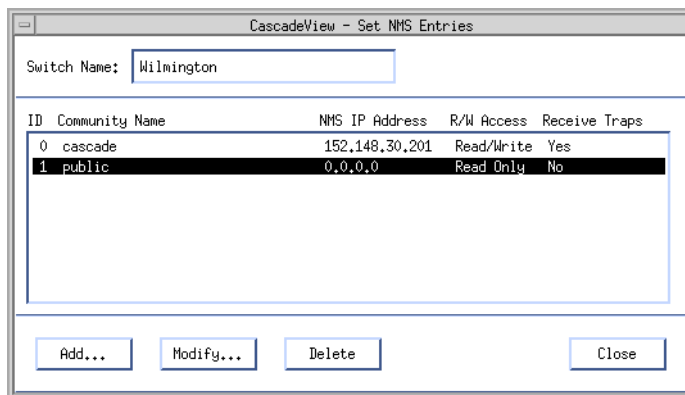 CascadeView - Set NMS Entries
Switch Name: Wilmington
ID Community Name NMS IP Address R/W Access Receive Traps
0 cascade 152.148.30.201 Read/Write Yes
1 public 0.0.0.0 Read Only No
Add... Modify... Delete Close